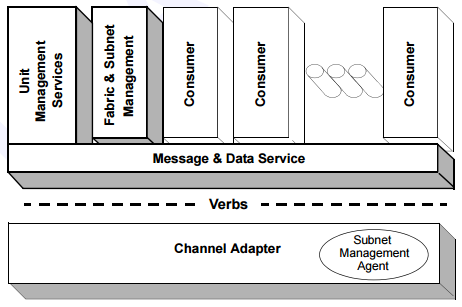 Unit
Management
Services
Fabric & Subnet
Management
Consumer
Consumer
Consumer
Message & Data Service
Verbs
Channel Adapter
Subnet
Management
Agent